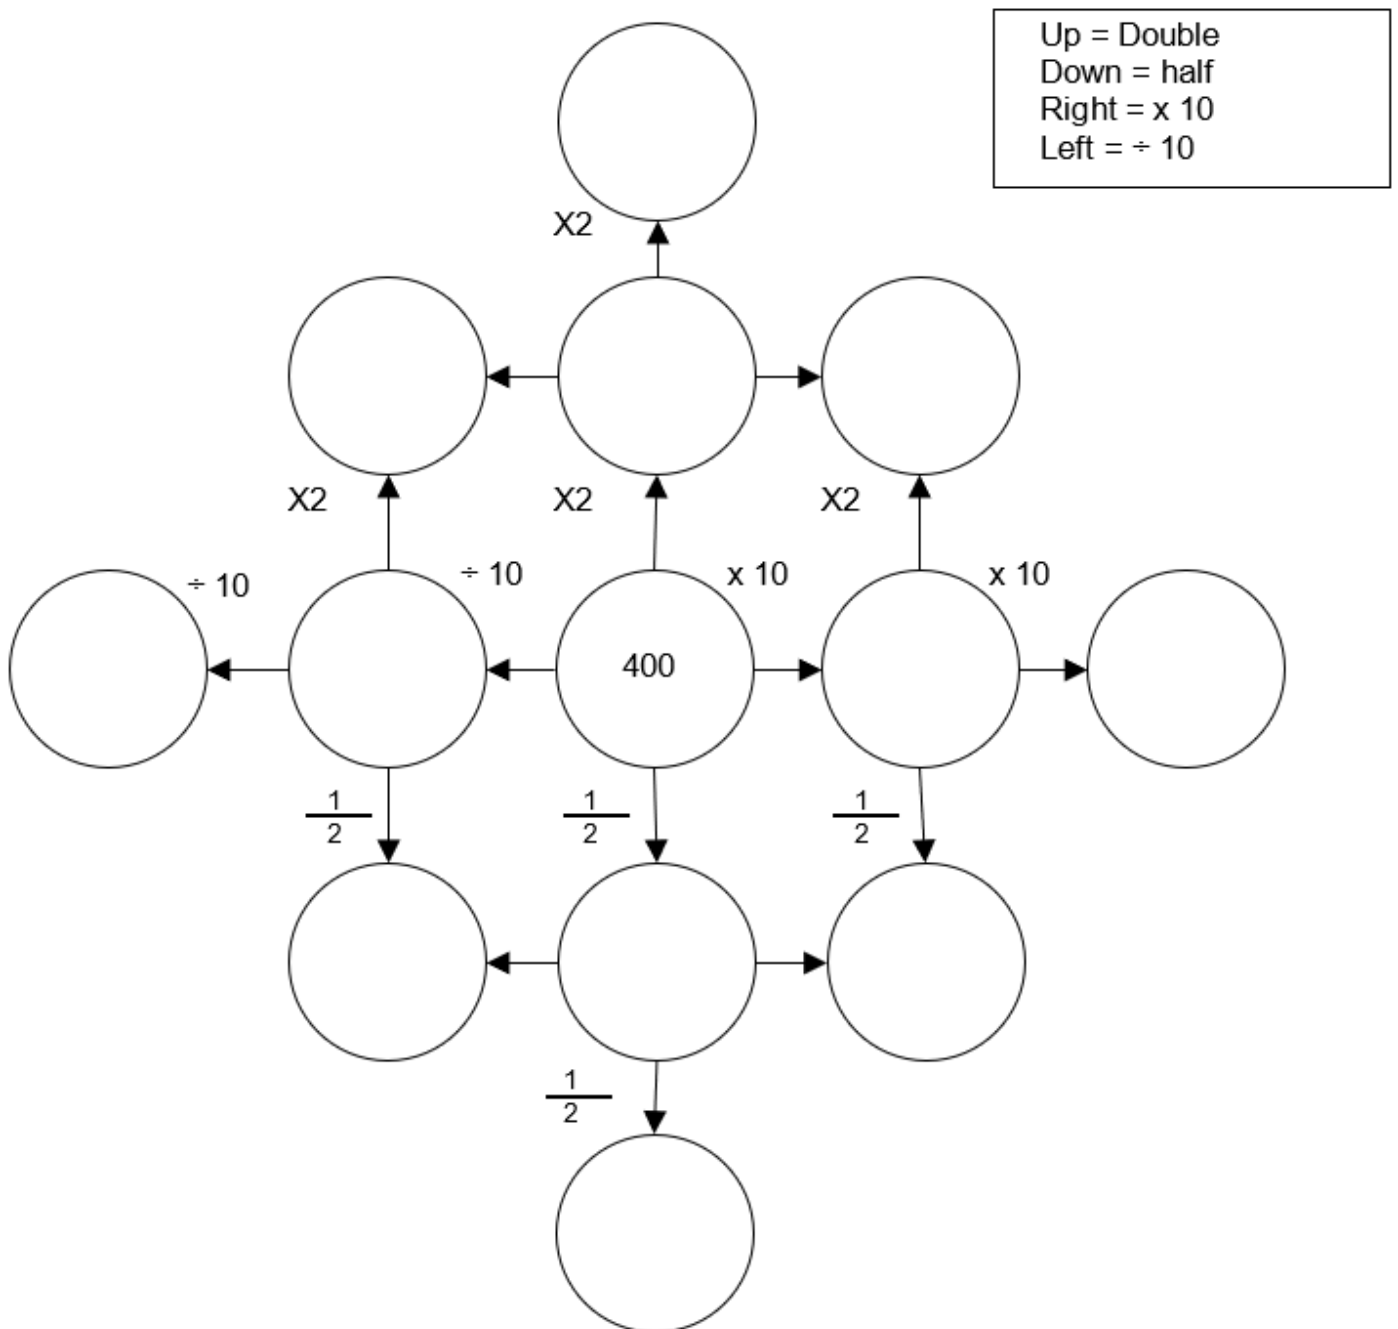 Up = Double
Down = half
Right = x 10
Left = ÷ 10
X2
X2
X2
X2
÷ 10
÷ 10
x 10
x 10
400
1
2
1
2
1
2
1
2